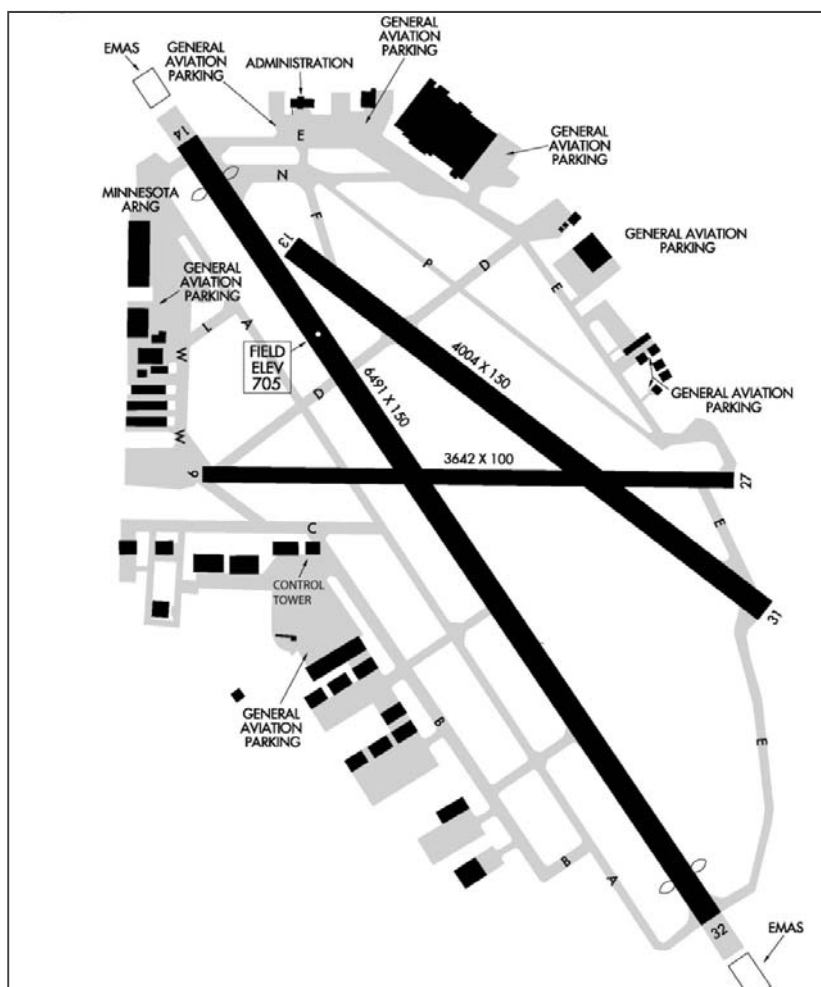 EMAS
GENERAL
AVIATION
PARKING
ADMINISTRATION
GENERAL
AVIATION
PARKING
14
E
GENERAL
AVIATION
PARKING
N
MINNESOTA
ARNG
F
13
GENERAL AVIATION
PARKING
P
D
E
GENERAL
AVIATION
PARKING
L
A
W
FIELD
ELEV
705
4004 X 150
6491 X 150
D
GENERAL AVIATION
PARKING
W
3642 X 100
9
27
E
C
CONTROL
TOWER
31
GENERAL
AVIATION
PARKING
B
E
B
A
32
EMAS